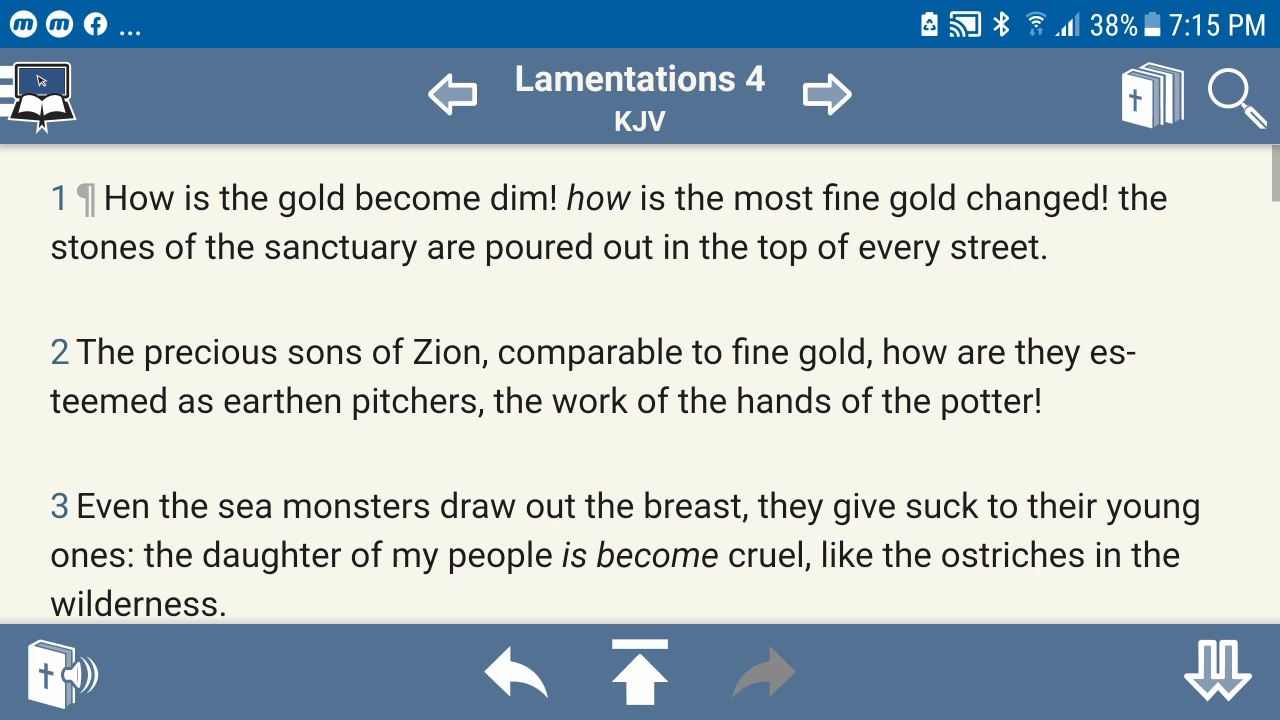 ... 38% 7:15 PM
Lamentations 4
KJV
1 ¶ How is the gold become dim! how is the most fine gold changed! the
stones of the sanctuary are poured out in the top of every street.
2 The precious sons of Zion, comparable to fine gold, how are they es-
teemed as earthen pitchers, the work of the hands of the potter!
3 Even the sea monsters draw out the breast, they give suck to their young
ones: the daughter of my people is become cruel, like the ostriches in the
wilderness.